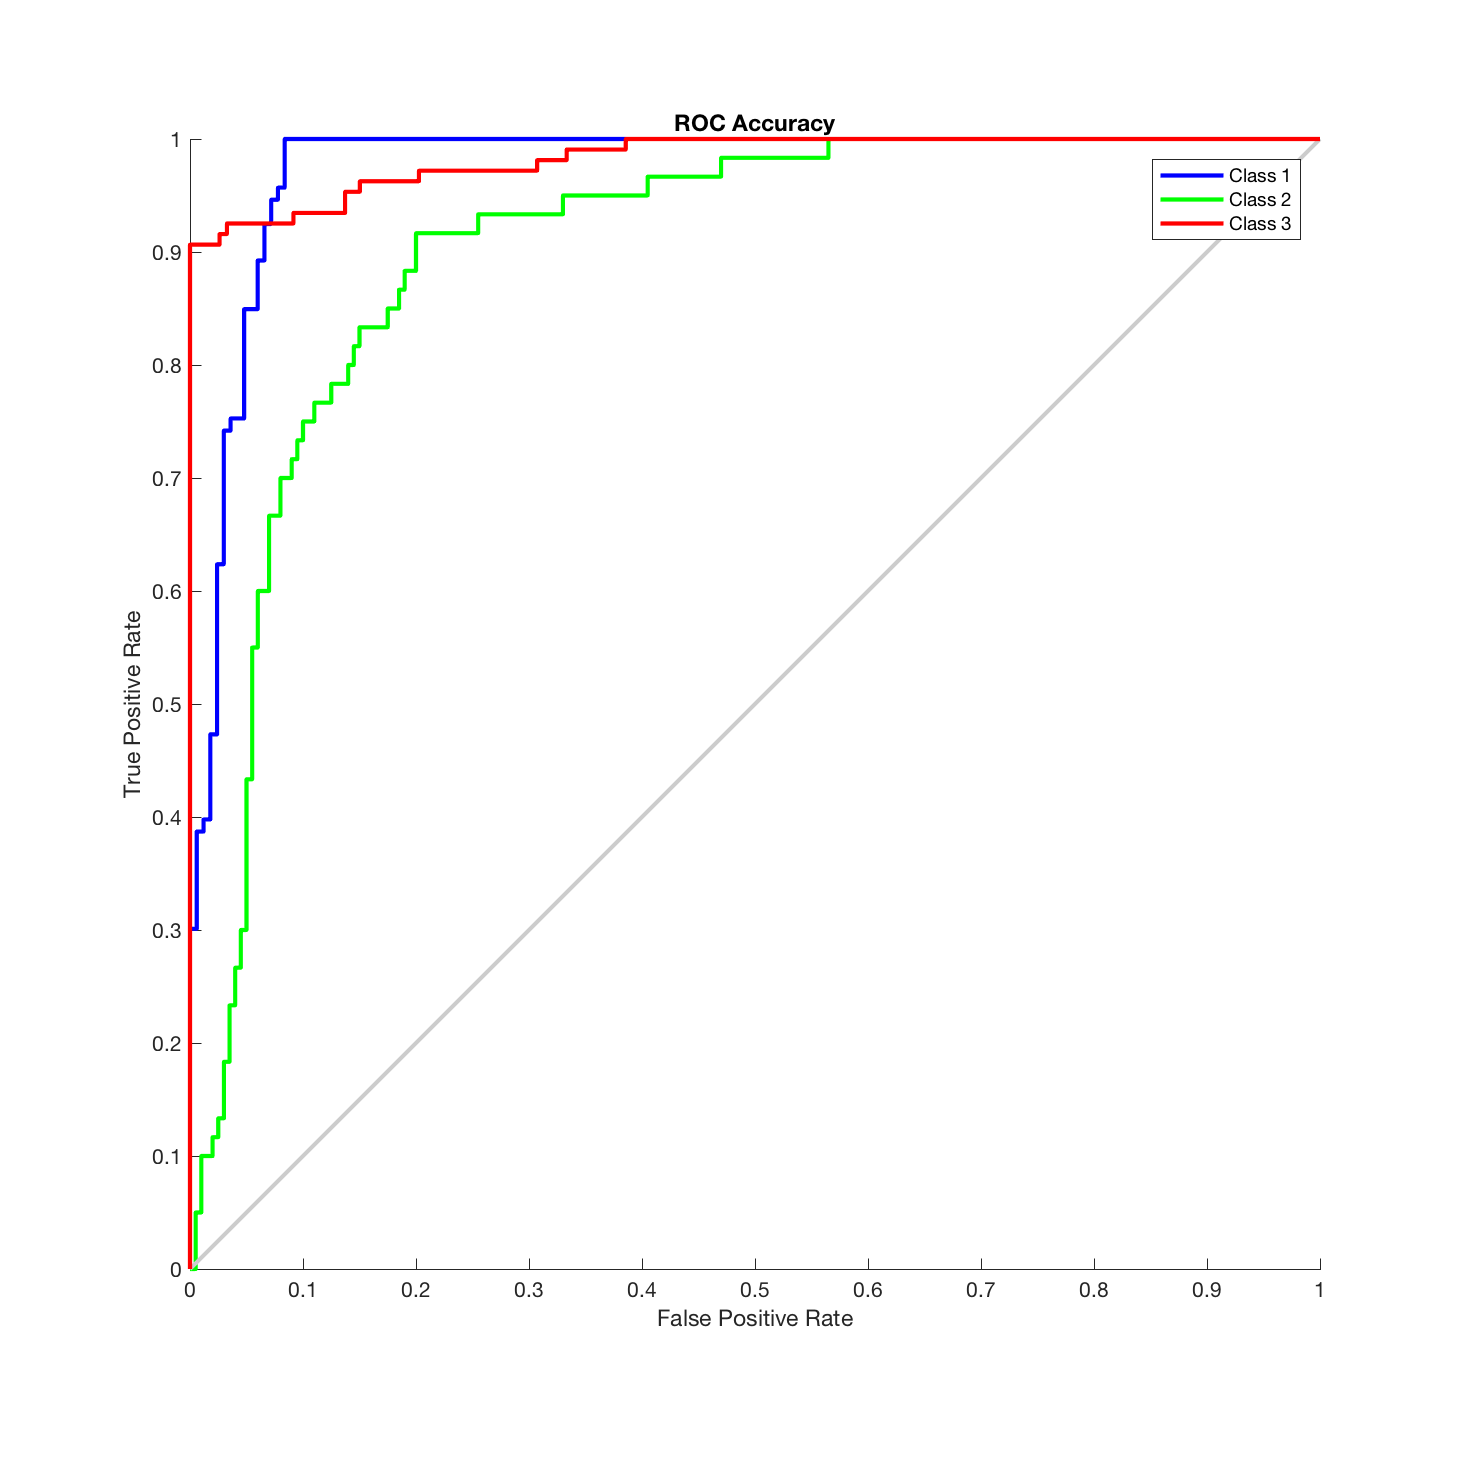 ROC Accuracy
1
0.9
0.8
0.7
0.6
0.5
0.4
0.3
0.2
0.1
0
True Positive Rate
Class 1
Class 2
Class 3
0 0.1 0.2 0.3 0.4 0.5 0.6 0.7 0.8 0.9 1
False Positive Rate